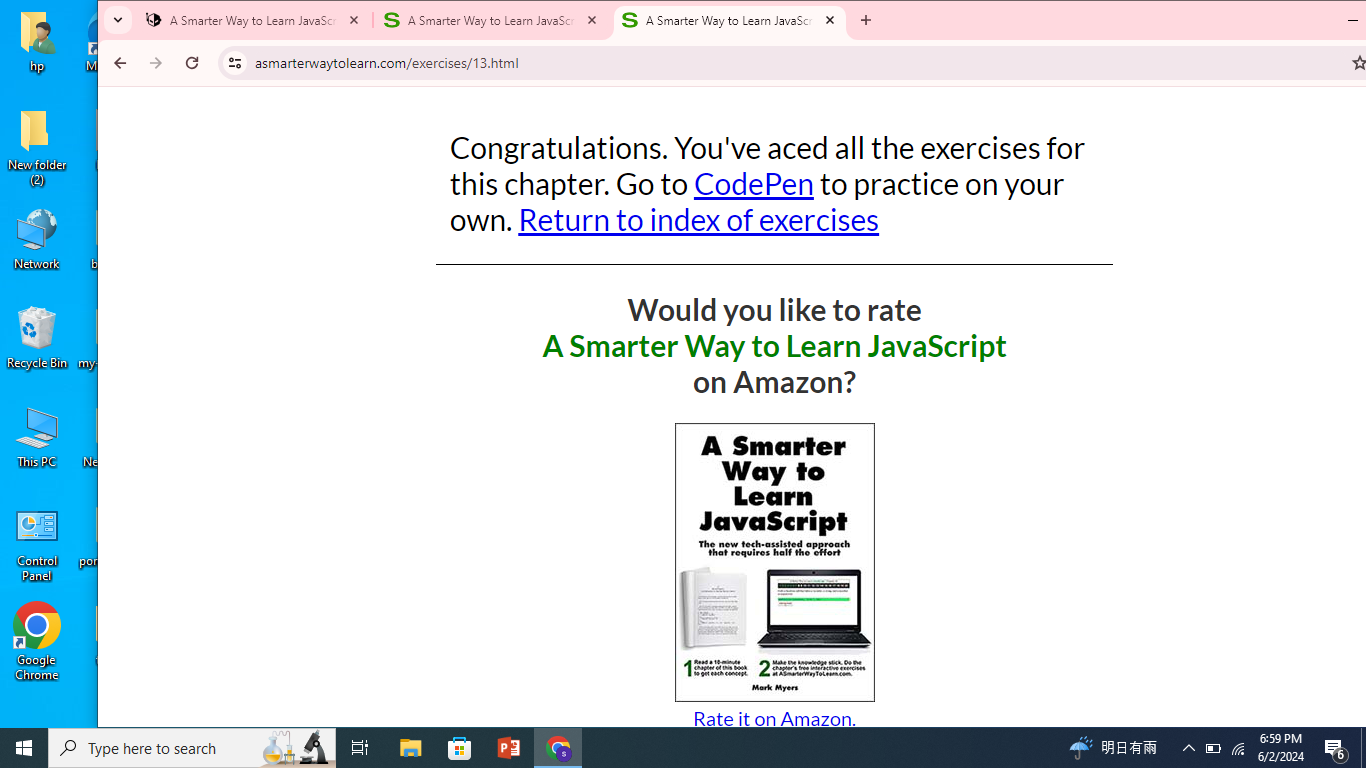 A Smarter Way to Learn JavaSc
A Smarter Way to Learn JavaSc
A Smarter Way to Learn JavaSc
asmarterwaytolearn.com/exercises/13.html
hp
New folder
(2)
Network
Recycle Bin
my-
This PC
Ne
Control
Panel
por
Google
Chrome
Congratulations. You've aced all the exercises for
this chapter. Go to CodePen to practice on your
own. Return to index of exercises
Would you like to rate
A Smarter Way to Learn JavaScript
on Amazon?
A Smarter
Way to
Learn
JavaScript
The new tech-assisted approach
that requires half the effort
1 Read a 10-minute
chapter of this book
to get each concept.
2 Make the knowledge stick. Do the
chapter's free interactive exercises
at ASmarterWayToLearn.com.
Mark Myers
Rate it on Amazon.
Type here to search
明日有雨
6:59 PM
6/2/2024
6